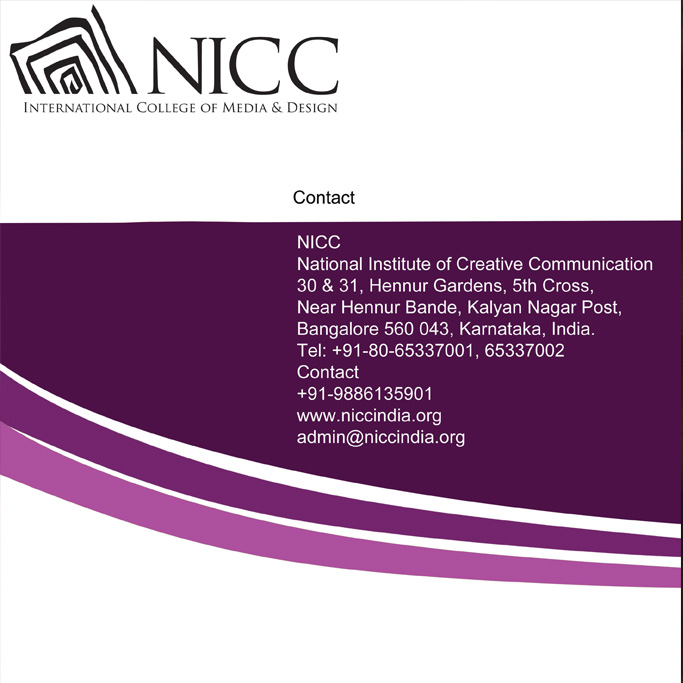 NICC
International College of Media & Design
Contact
NICC
National Institute of Creative Communication
30 & 31, Hennur Gardens, 5th Cross,
Near Hennur Bande, Kalyan Nagar Post,
Bangalore 560 043, Karnataka, India.
Tel: +91-80-65337001, 65337002
Contact
+91-9886135901
www.niccindia.org
admin@niccindia.org